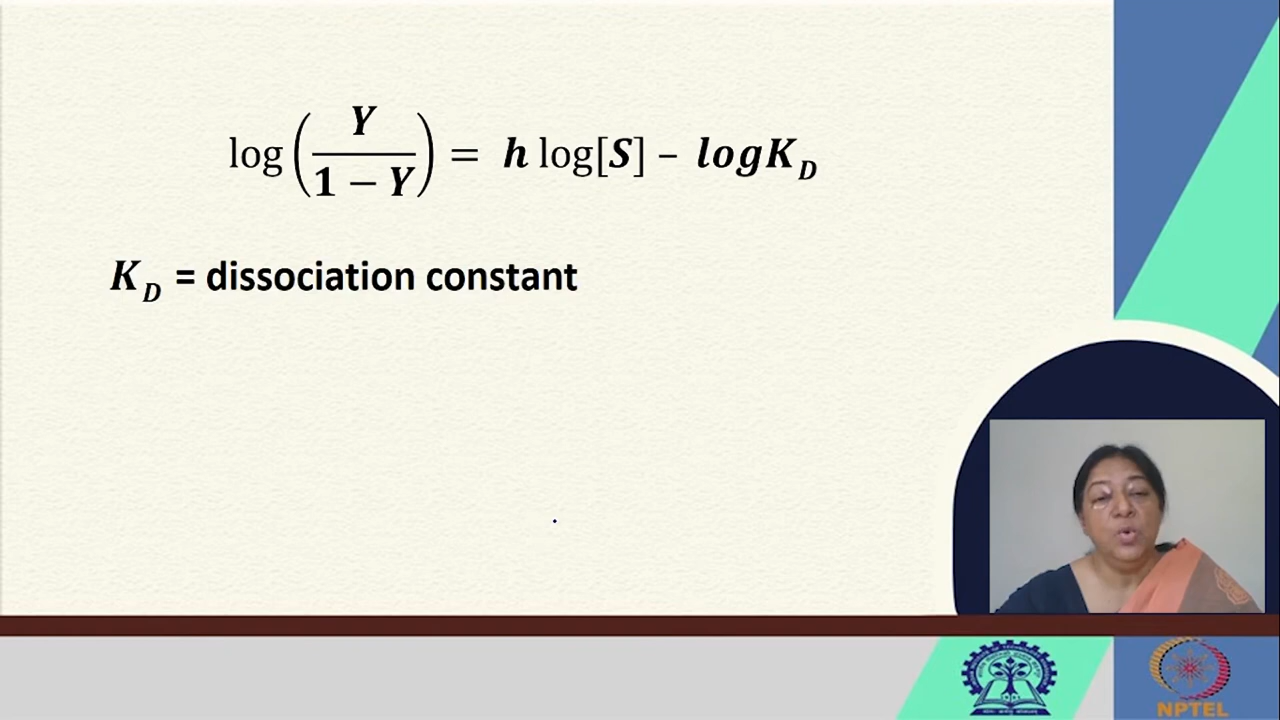 log(Y/(1 − Y)) = h log[S] − logK_D
K_D = dissociation constant
NPTEL